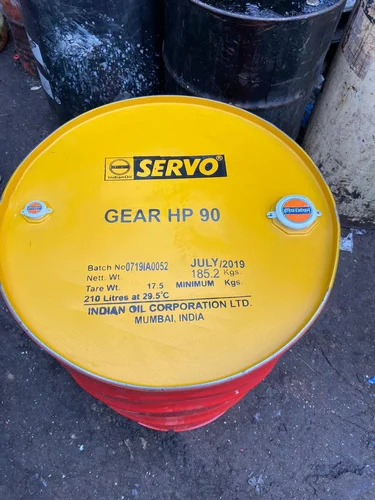 IndianOil
SERVO
GEAR HP 90
Batch No0719IA0052 JULY/2019
Nett. Wt. 185.2 Kgs.
Tare Wt. 17.5 MINIMUM Kgs.
210 Litres at 29.5°C
INDIAN OIL CORPORATION LTD.
MUMBAI. INDIA